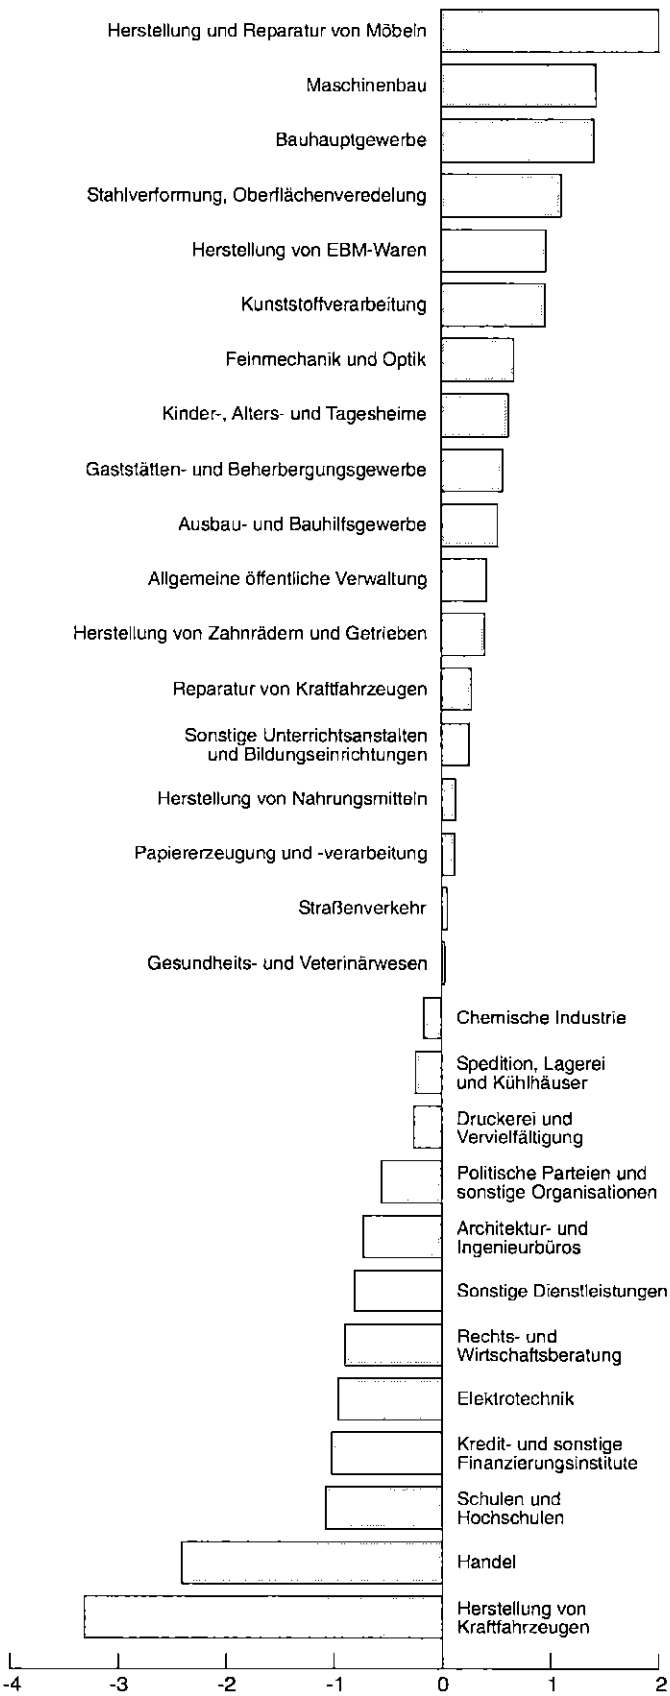 Herstellung und Reparatur von Möbeln
Maschinenbau
Bauhauptgewerbe
Stahlverformung, Oberflächenveredelung
Herstellung von EBM-Waren
Kunststoffverarbeitung
Feinmechanik und Optik
Kinder-, Alters- und Tagesheime
Gaststätten- und Beherbergungsgewerbe
Ausbau- und Bauhilfsgewerbe
Allgemeine öffentliche Verwaltung
Herstellung von Zahnrädern und Getrieben
Reparatur von Kraftfahrzeugen
Sonstige Unterrichtsanstalten
und Bildungseinrichtungen
Herstellung von Nahrungsmitteln
Papiererzeugung und -verarbeitung
Straßenverkehr
Gesundheits- und Veterinärwesen
Chemische Industrie
Spedition, Lagerei
und Kühlhäuser
Druckerei und
Vervielfältigung
Politische Parteien und
sonstige Organisationen
Architektur- und
Ingenieurbüros
Sonstige Dienstleistungen
Rechts- und
Wirtschaftsberatung
Elektrotechnik
Kredit- und sonstige
Finanzierungsinstitute
Schulen und
Hochschulen
Handel
Herstellung von
Kraftfahrzeugen
-4 -3 -2 -1 0 1 2